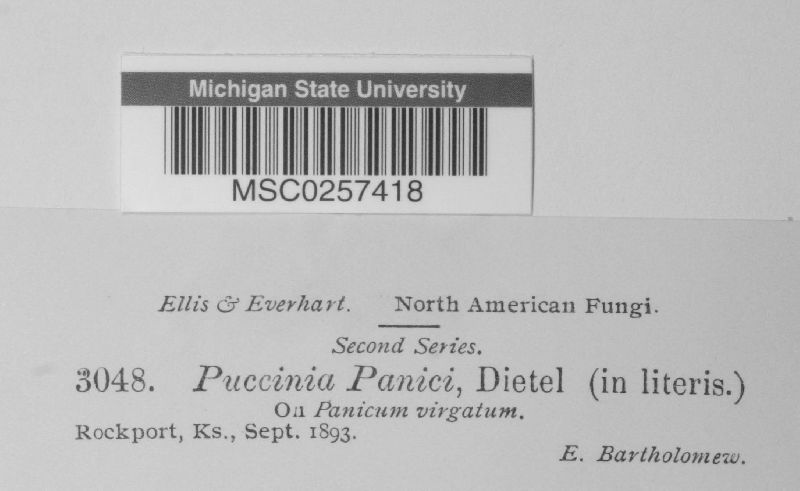 Michigan State University
MSC0257418
Ellis & Everhart. North American Fungi.
Second Series.
3048. Puccinia Panici, Dietel (in literis.)
On Panicum virgatum.
Rockport, Ks., Sept. 1893.
E. Bartholomew.